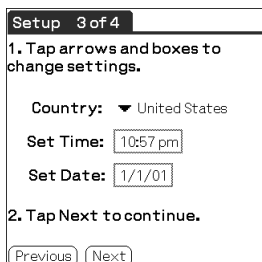 Setup 3 of 4
1. Tap arrows and boxes to
change settings.
Country: United States
Set Time: 10:57 pm
Set Date: 1/1/01
2. Tap Next to continue.
Previous Next